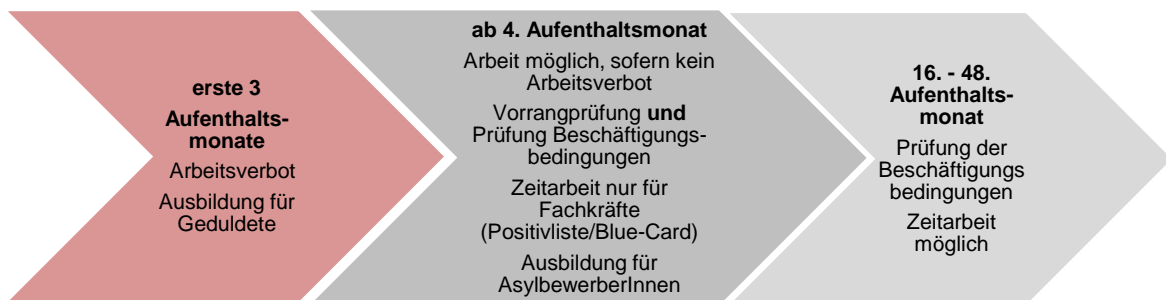 erste 3
Aufenthalts-
monate
Arbeitsverbot
Ausbildung für
Geduldete
ab 4. Aufenthaltsmonat
Arbeit möglich, sofern kein
Arbeitsverbot
Vorrangprüfung und
Prüfung Beschäftigungs-
bedingungen
Zeitarbeit nur für
Fachkräfte
(Positivliste/Blue-Card)
Ausbildung für
AsylbewerberInnen
16. - 48.
Aufenthalts-
monat
Prüfung der
Beschäftigungs
bedingungen
Zeitarbeit
möglich